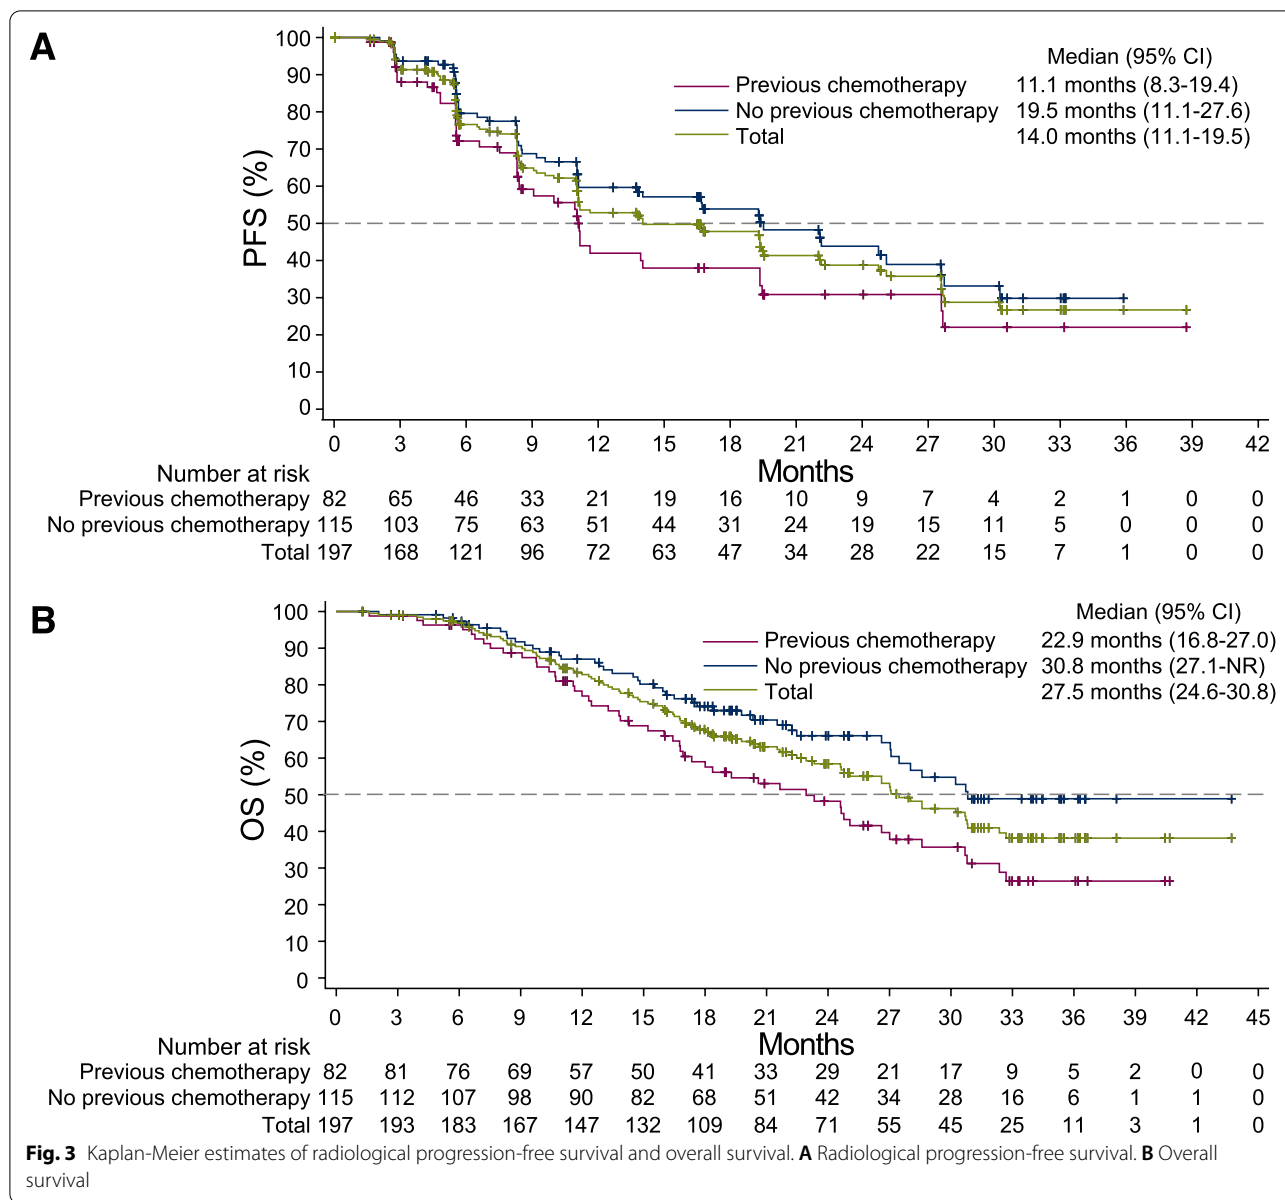 A
Median (95% CI)
Previous chemotherapy 11.1 months (8.3-19.4)
No previous chemotherapy 19.5 months (11.1-27.6)
Total 14.0 months (11.1-19.5)
PFS (%)
100
90
80
70
60
50
40
30
20
10
0
0 3 6 9 12 15 18 21 24 27 30 33 36 39 42
Months
Number at risk
Previous chemotherapy 82 65 46 33 21 19 16 10 9 7 4 2 1 0 0
No previous chemotherapy 115 103 75 63 51 44 31 24 19 15 11 5 0 0 0
Total 197 168 121 96 72 63 47 34 28 22 15 7 1 0 0
B
Median (95% CI)
Previous chemotherapy 22.9 months (16.8-27.0)
No previous chemotherapy 30.8 months (27.1-NR)
Total 27.5 months (24.6-30.8)
OS (%)
100
90
80
70
60
50
40
30
20
10
0
0 3 6 9 12 15 18 21 24 27 30 33 36 39 42 45
Months
Number at risk
Previous chemotherapy 82 81 76 69 57 50 41 33 29 21 17 9 5 2 0 0
No previous chemotherapy 115 112 107 98 90 82 68 51 42 34 28 16 6 1 1 0
Total 197 193 183 167 147 132 109 84 71 55 45 25 11 3 1 0
Fig. 3 Kaplan-Meier estimates of radiological progression-free survival and overall survival. A Radiological progression-free survival. B Overall
survival